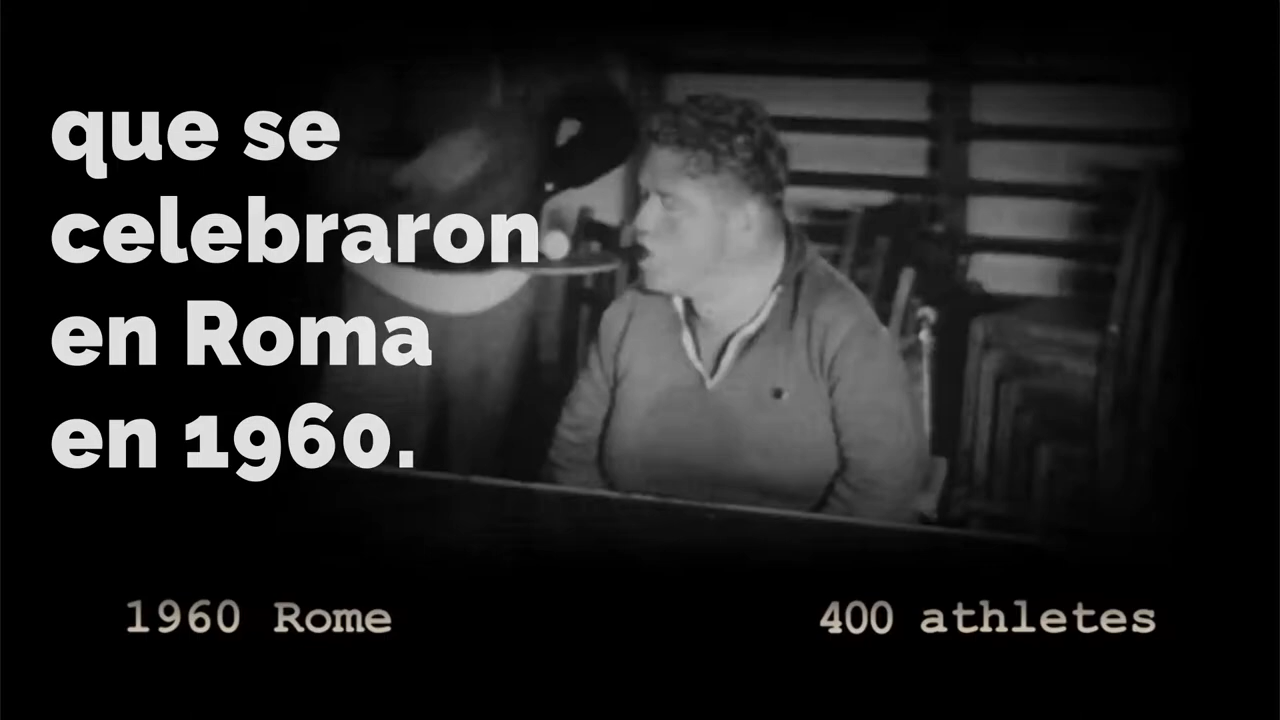 que se
celebraron
en Roma
en 1960.
1960 Rome
400 athletes